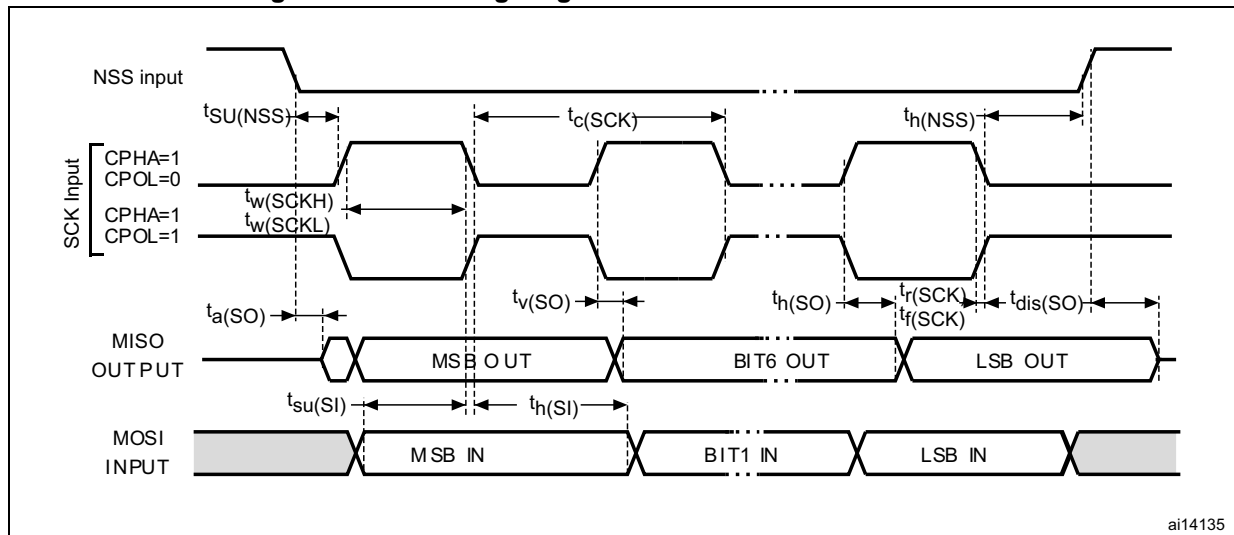 NSS input
tSU(NSS)
tc(SCK)
th(NSS)
SCK Input
CPHA=1
CPOL=0
tw(SCKH)
CPHA=1
tw(SCKL)
CPOL=1
ta(SO)
tv(SO)
th(SO)
tr(SCK)
tf(SCK)
tdis(SO)
MISO
OUTPUT
MSB OUT
BIT6 OUT
LSB OUT
tsu(SI)
th(SI)
MOSI
INPUT
MSB IN
BIT1 IN
LSB IN
ai14135